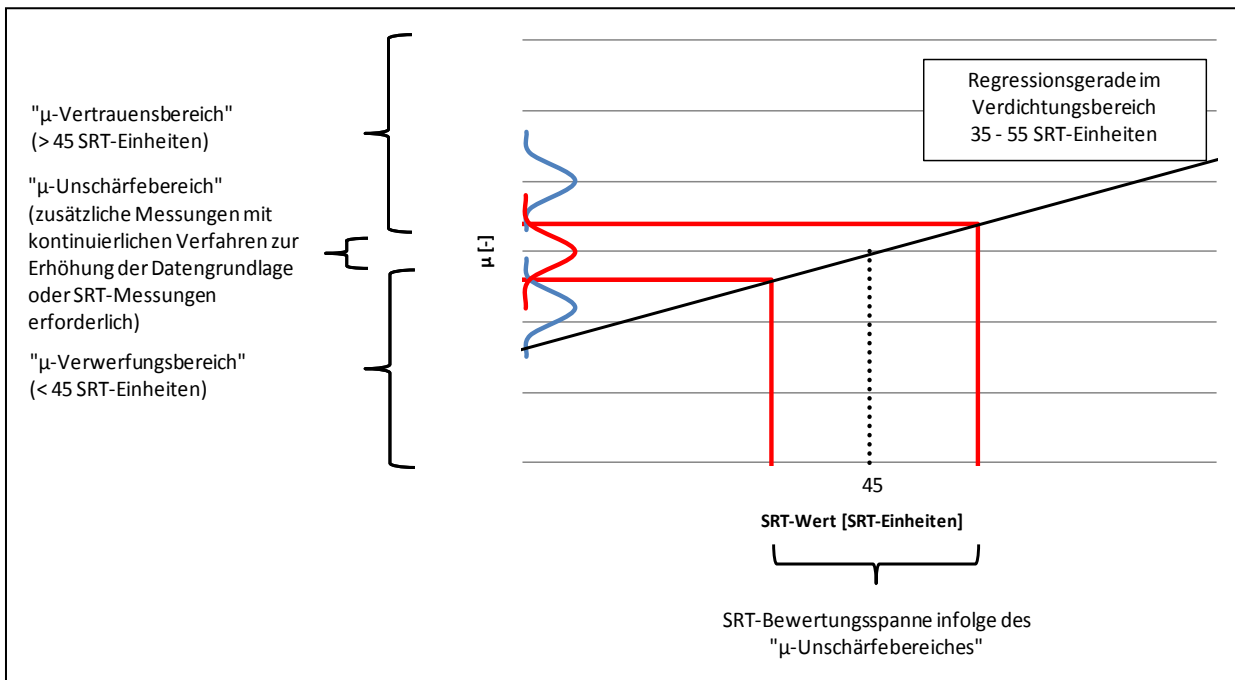 "µ-Vertrauensbereich"
(> 45 SRT-Einheiten)
"µ-Unschärfebereich"
(zusätzliche Messungen mit
kontinuierlichen Verfahren zur
Erhöhung der Datengrundlage
oder SRT-Messungen
erforderlich)
"µ-Verwerfungsbereich"
(< 45 SRT-Einheiten)
µ [-]
Regressionsgerade im
Verdichtungsbereich
35 - 55 SRT-Einheiten
45
SRT-Wert [SRT-Einheiten]
SRT-Bewertungsspanne infolge des
"µ-Unschärfebereiches"